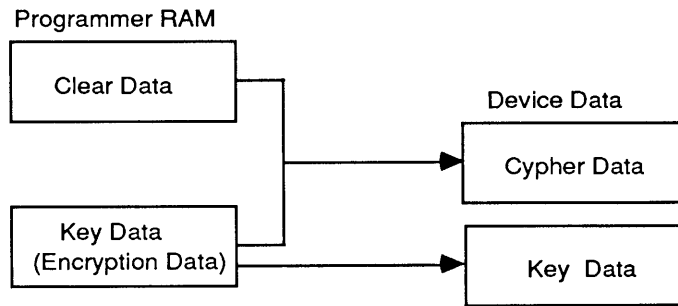 Programmer RAM
Clear Data
Device Data
Cypher Data
Key Data
(Encryption Data)
Key Data